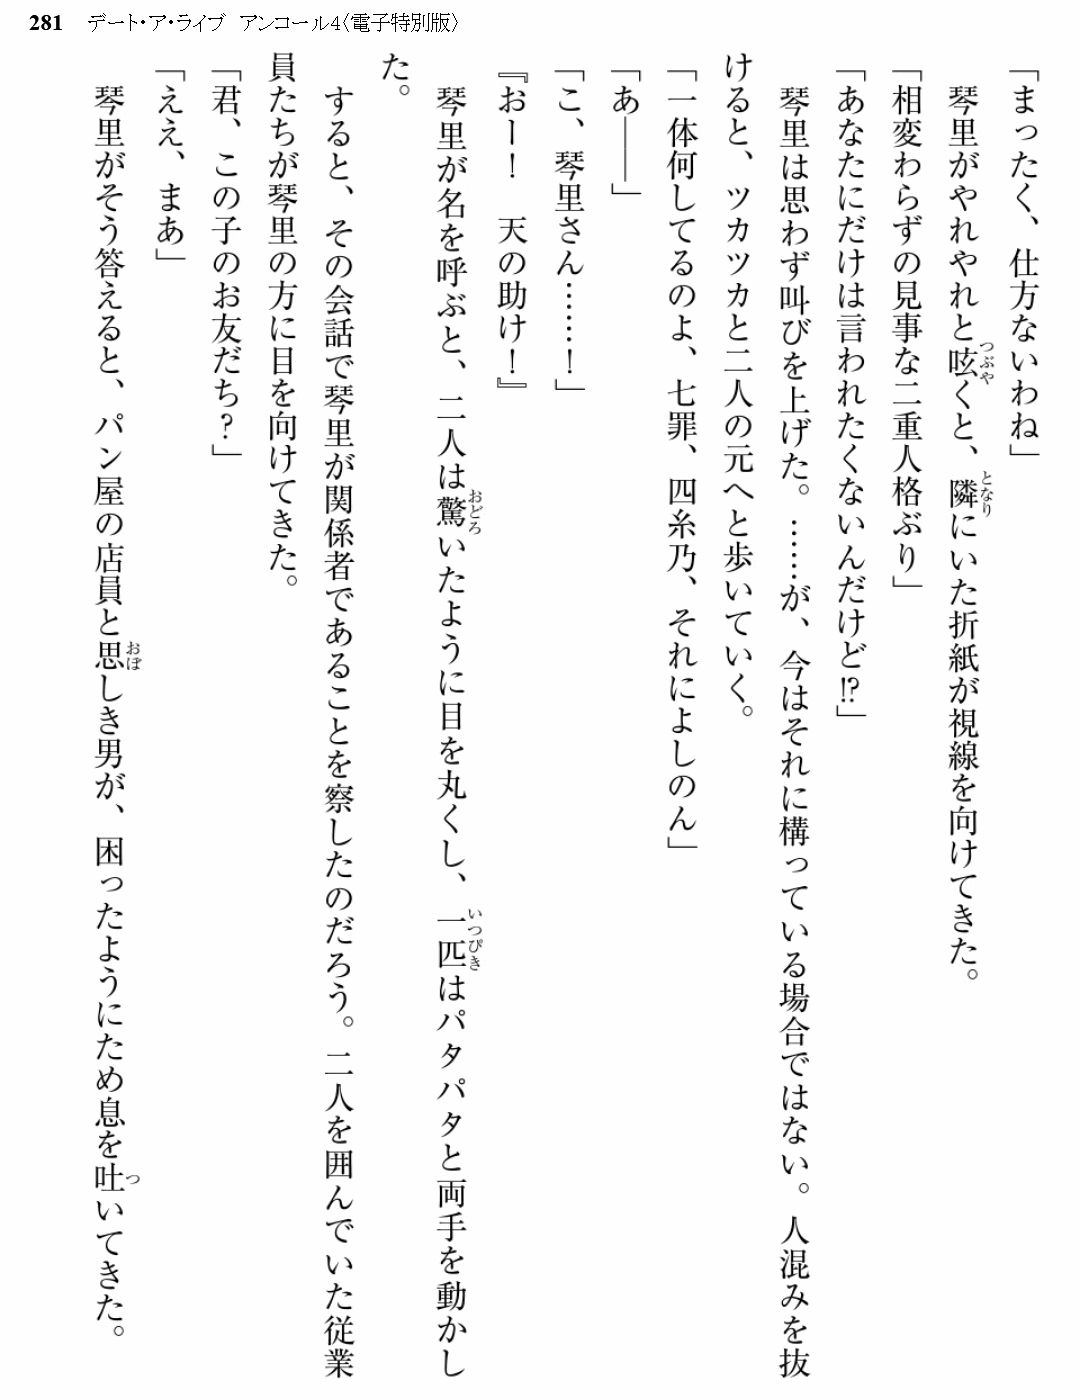 281 デート・ア・ライブ アンコール4〈電子特別版〉
「まったく、仕方ないわね」
琴里がやれやれと呟くと、隣にいた折紙が視線を向けてきた。
「相変わらずの見事な二重人格ぶり」
「あなたにだけは言われたくないんだけど!?」
琴里は思わず叫びを上げた。……が、今はそれに構っている場合ではない。人混みを抜
けると、ツカツカと二人の元へと歩いていく。
「一体何してるのよ、七罪、四糸乃、それによしのん」
「あ――」
「こ、琴里さん……!」
『おー! 天の助け!』
琴里が名を呼ぶと、二人は驚いたように目を丸くし、一匹はパタパタと両手を動かし
た。
すると、その会話で琴里が関係者であることを察したのだろう。二人を囲んでいた従業
員たちが琴里の方に目を向けてきた。
「君、この子のお友だち?」
「ええ、まあ」
琴里がそう答えると、パン屋の店員と思しき男が、困ったようにため息を吐いてきた。